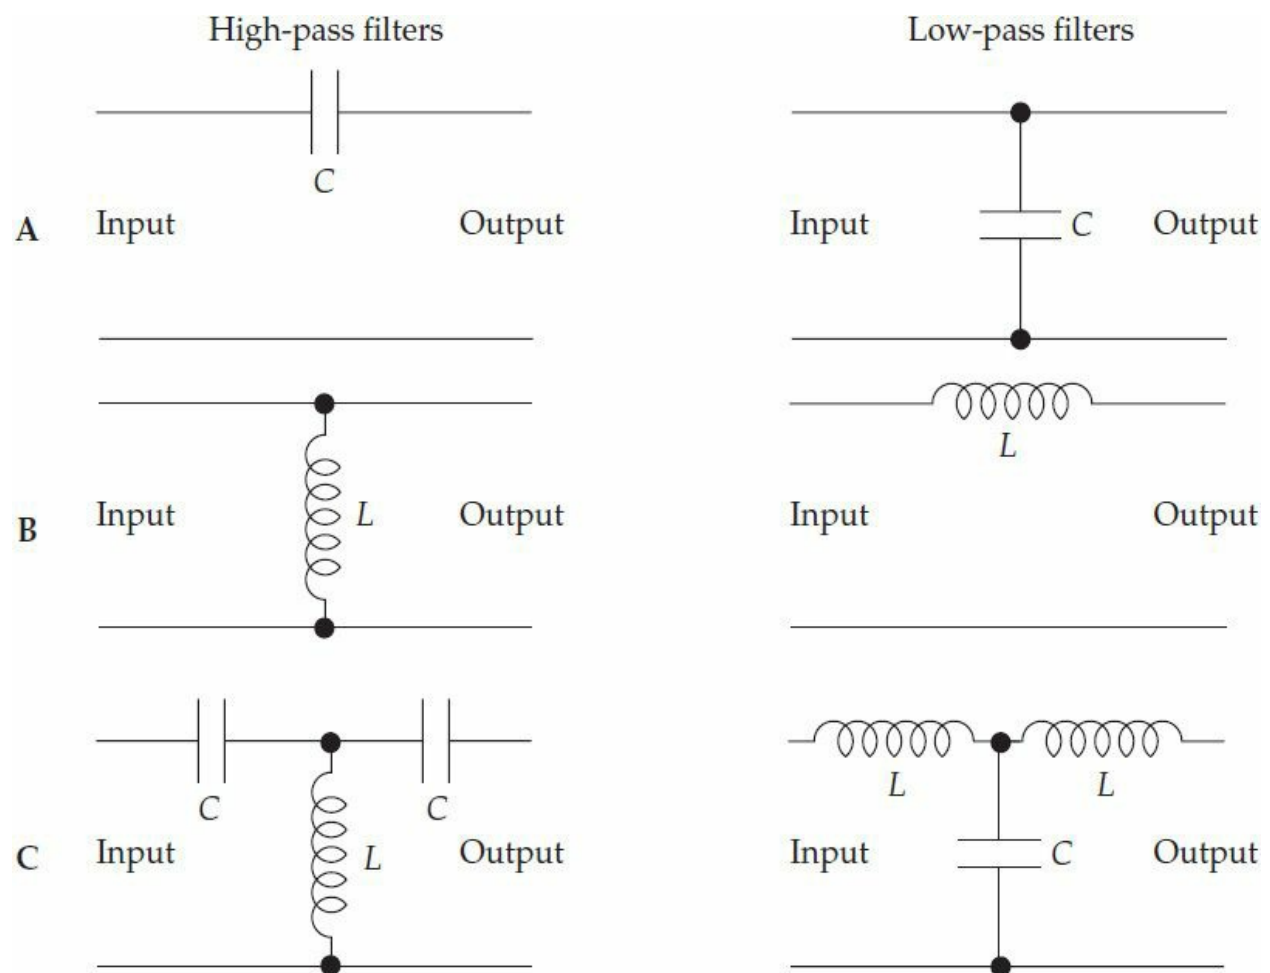 High-pass filters Low-pass filters
C
A Input Output Input C Output
L
B Input L Output Input Output
C C L L
C Input L Output Input C Output